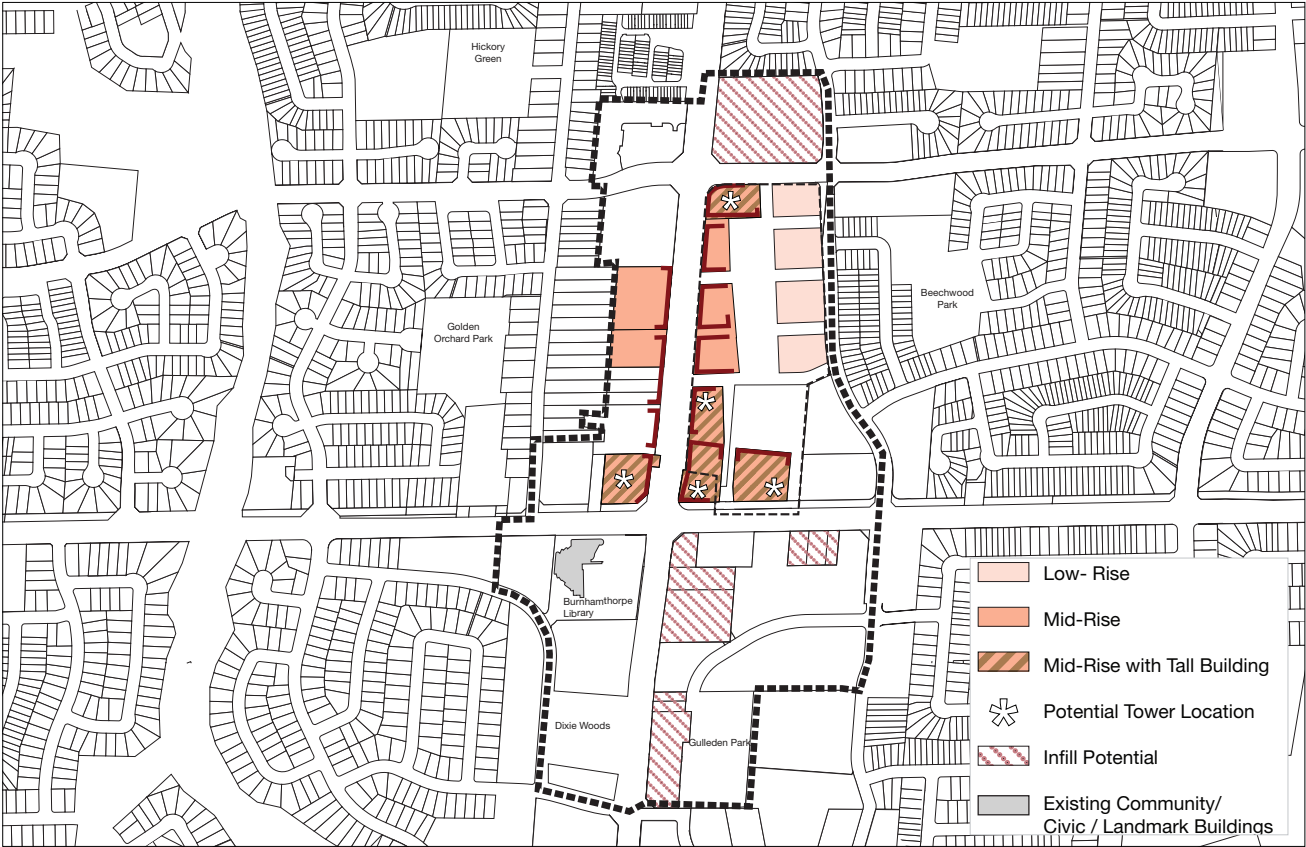 Hickory
Green
Beechwood
Park
Golden
Orchard Park
Burnhamthorpe
Library
Dixie Woods
Gulleden Park
Low- Rise
Mid-Rise
Mid-Rise with Tall Building
Potential Tower Location
Infill Potential
Existing Community/
Civic / Landmark Buildings